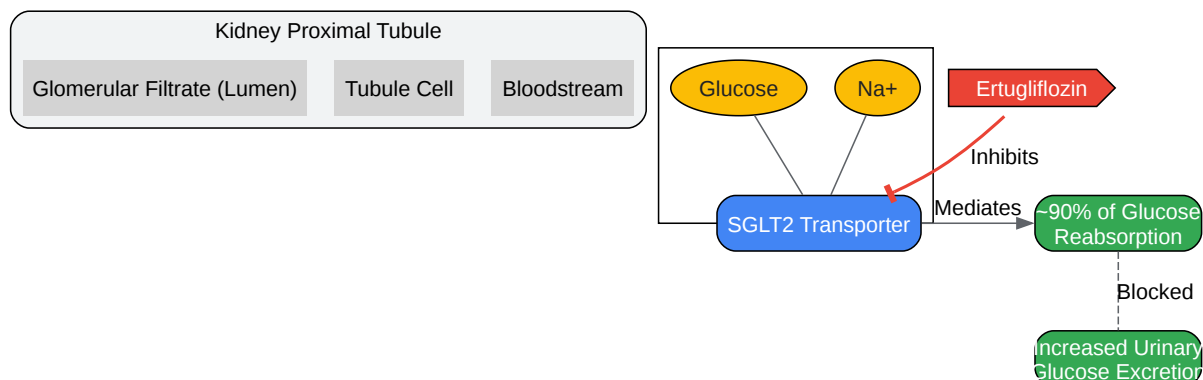 Kidney Proximal Tubule
Glomerular Filtrate (Lumen)
Tubule Cell
Bloodstream
Glucose
Na+
Ertugliflozin
Inhibits
SGLT2 Transporter
Mediates
~90% of Glucose
Reabsorption
Blocked
Increased Urinary
Glucose Excretion